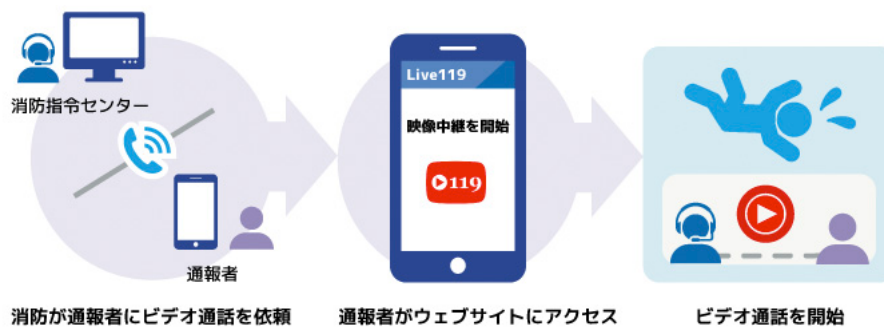 消防指令センター
通報者
消防が通報者にビデオ通話を依頼
Live119
映像中継を開始
119
通報者がウェブサイトにアクセス
ビデオ通話を開始